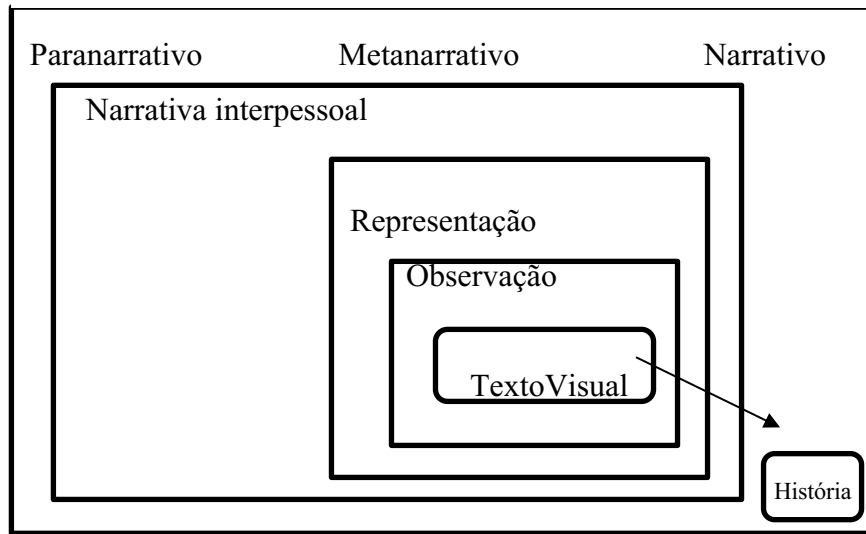 Paranarrativo Metanarrativo Narrativo
Narrativa interpessoal
Representação
Observação
TextoVisual
História